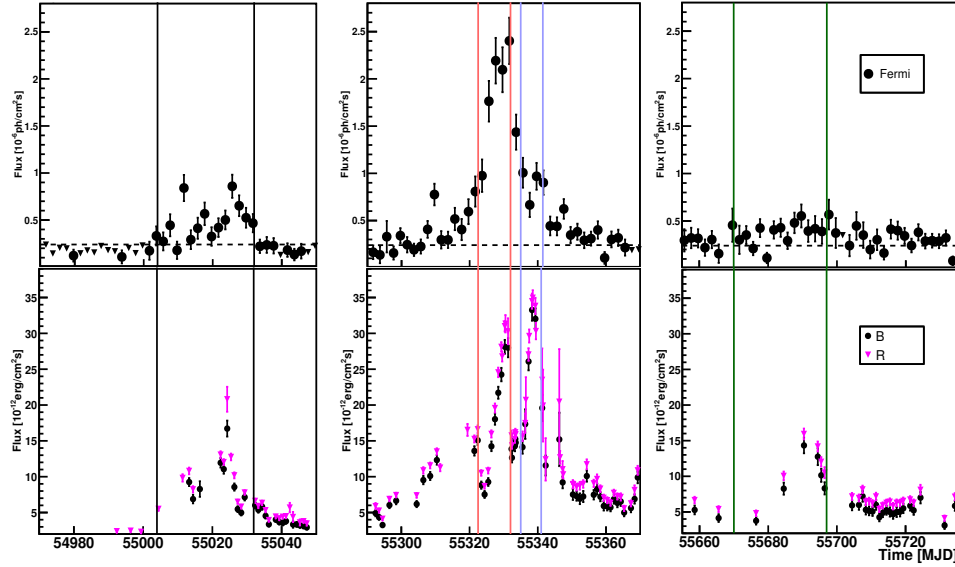 Flux [10⁻⁶ph/cm²s]
2.5
2
1.5
1
0.5
Flux [10⁻⁶ph/cm²s]
2.5
2
1.5
1
0.5
Flux [10⁻⁶ph/cm²s]
2.5
2
1.5
1
0.5
Fermi
Flux [10⁻¹²erg/cm²s]
35
30
25
20
15
10
5
54980 55000 55020 55040
Flux [10⁻¹²erg/cm²s]
35
30
25
20
15
10
5
55300 55320 55340 55360
Flux [10⁻¹²erg/cm²s]
35
30
25
20
15
10
5
B
R
55660 55680 55700 55720
Time [MJD]